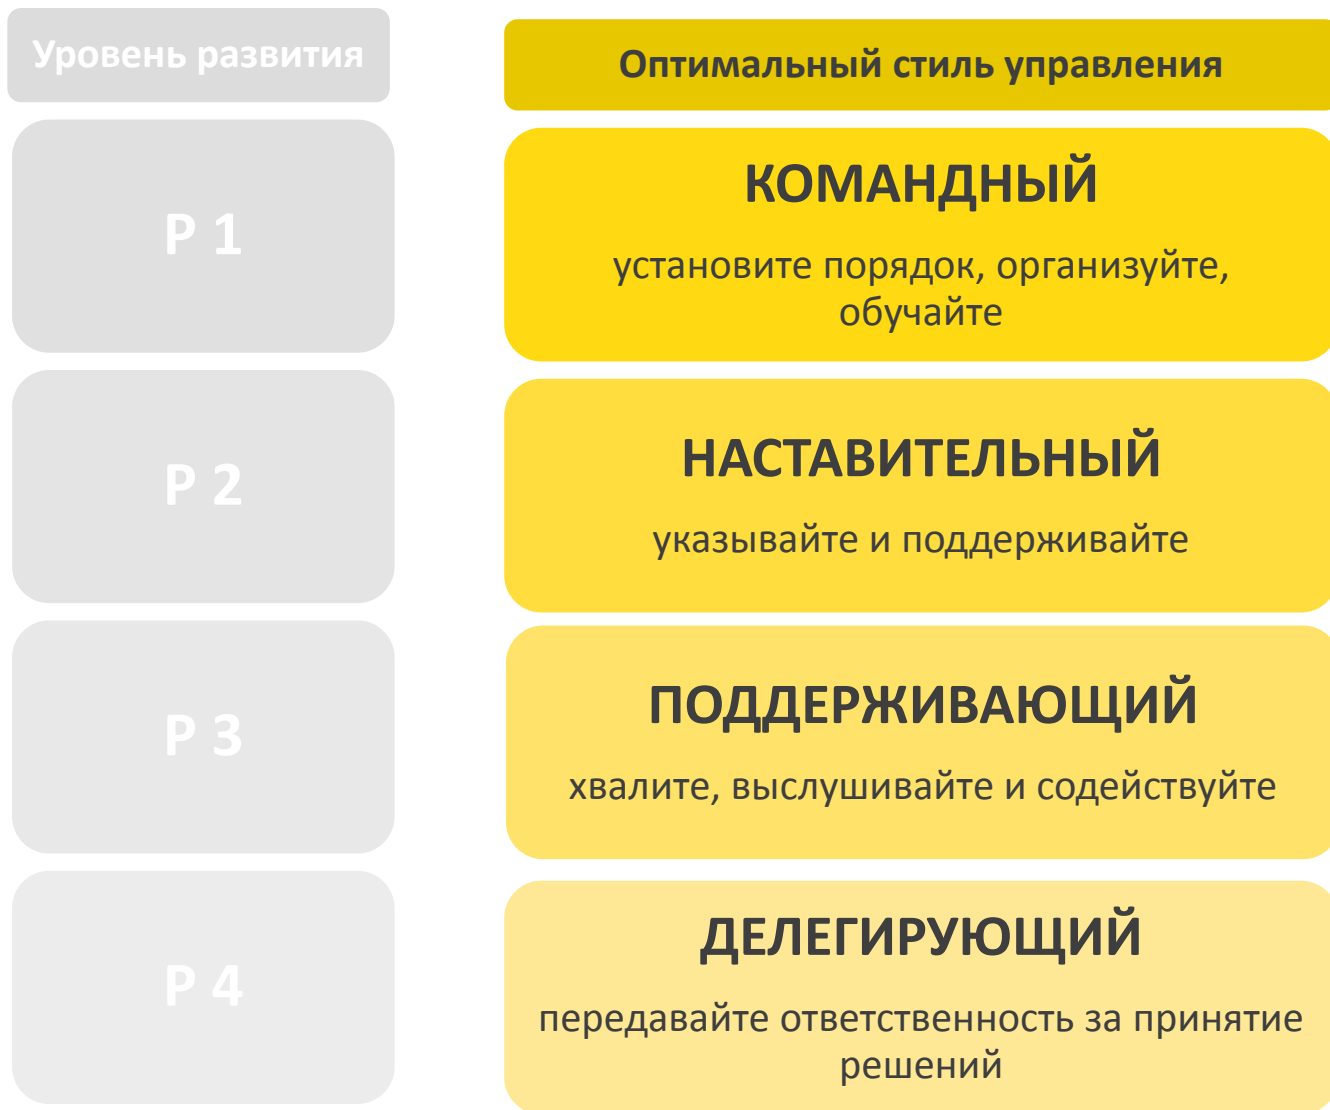 Уровень развития
Оптимальный стиль управления
Р 1
КОМАНДНЫЙ
установите порядок, организуйте,
обучайте
Р 2
НАСТАВИТЕЛЬНЫЙ
указывайте и поддерживайте
Р 3
ПОДДЕРЖИВАЮЩИЙ
хвалите, выслушивайте и содействуйте
Р 4
ДЕЛЕГИРУЮЩИЙ
передавайте ответственность за принятие
решений